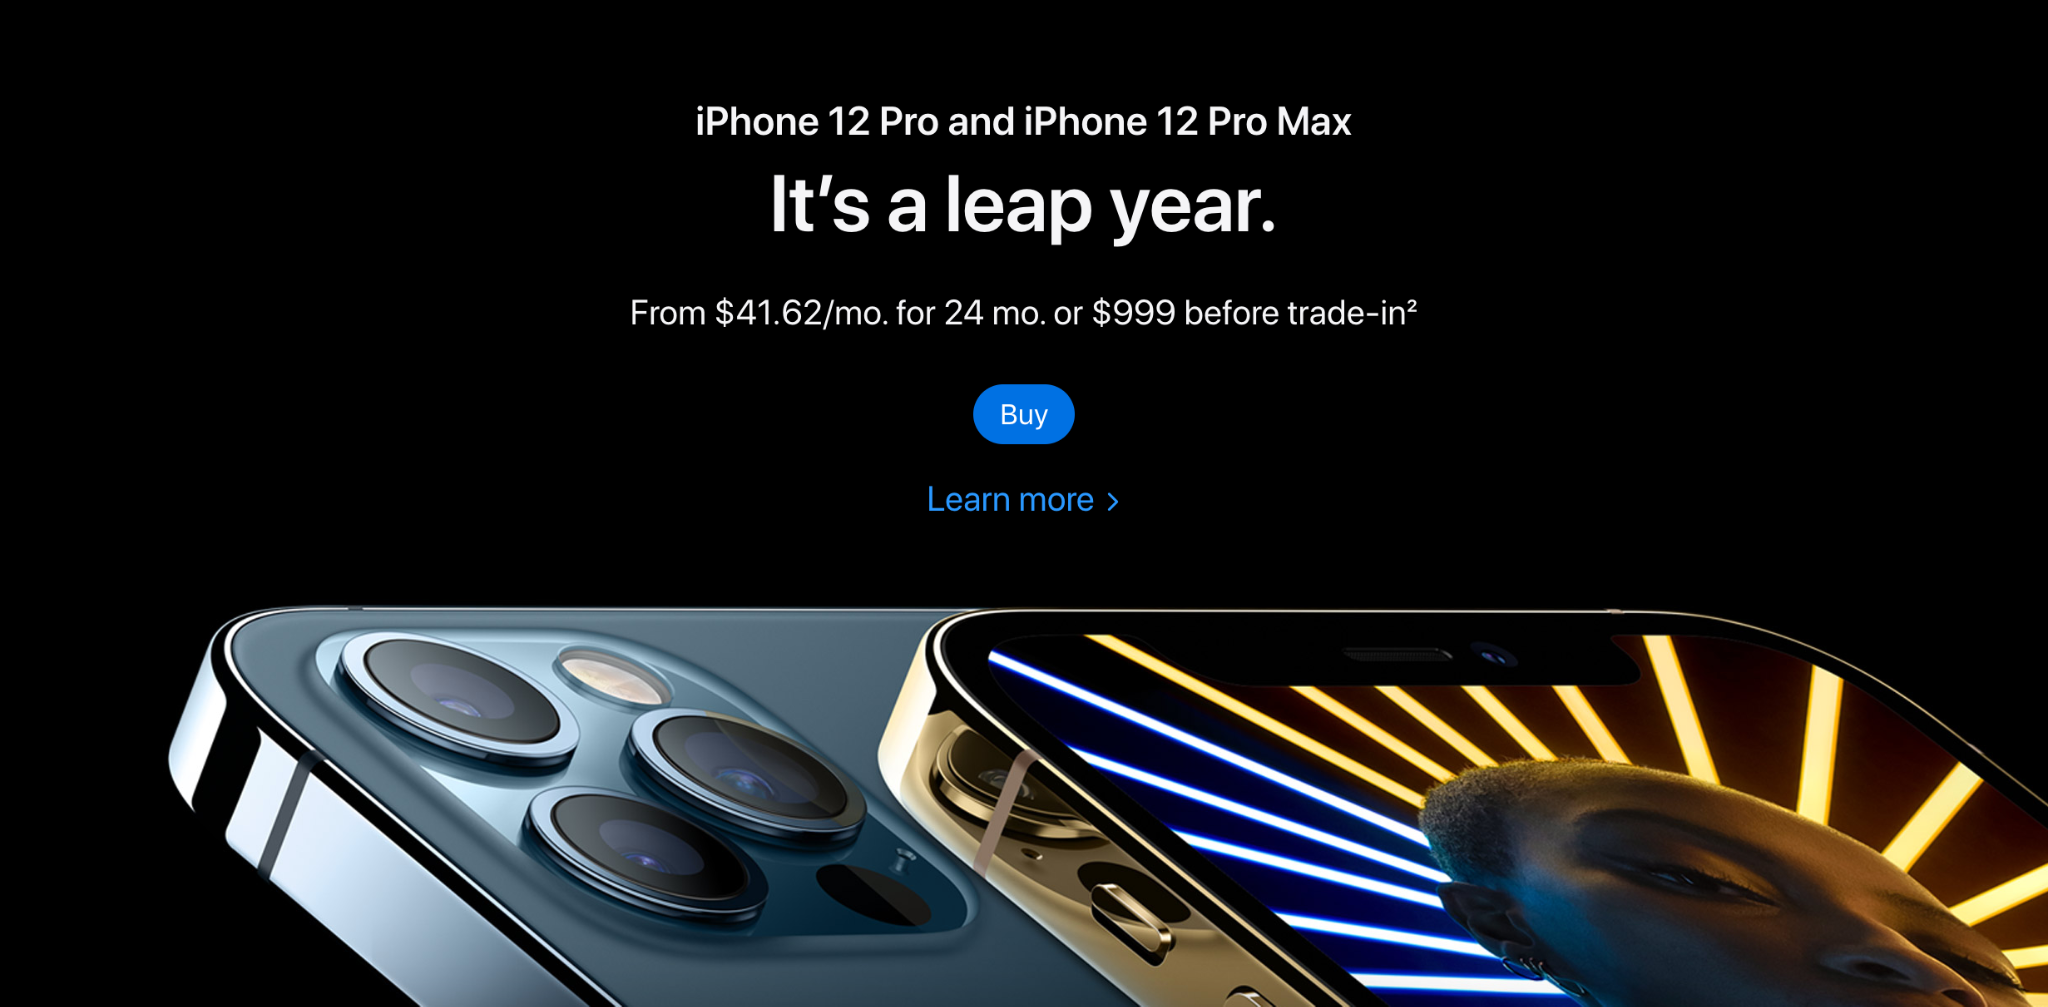 iPhone 12 Pro and iPhone 12 Pro Max
It’s a leap year.
From $41.62/mo. for 24 mo. or $999 before trade-in²
Buy
Learn more >